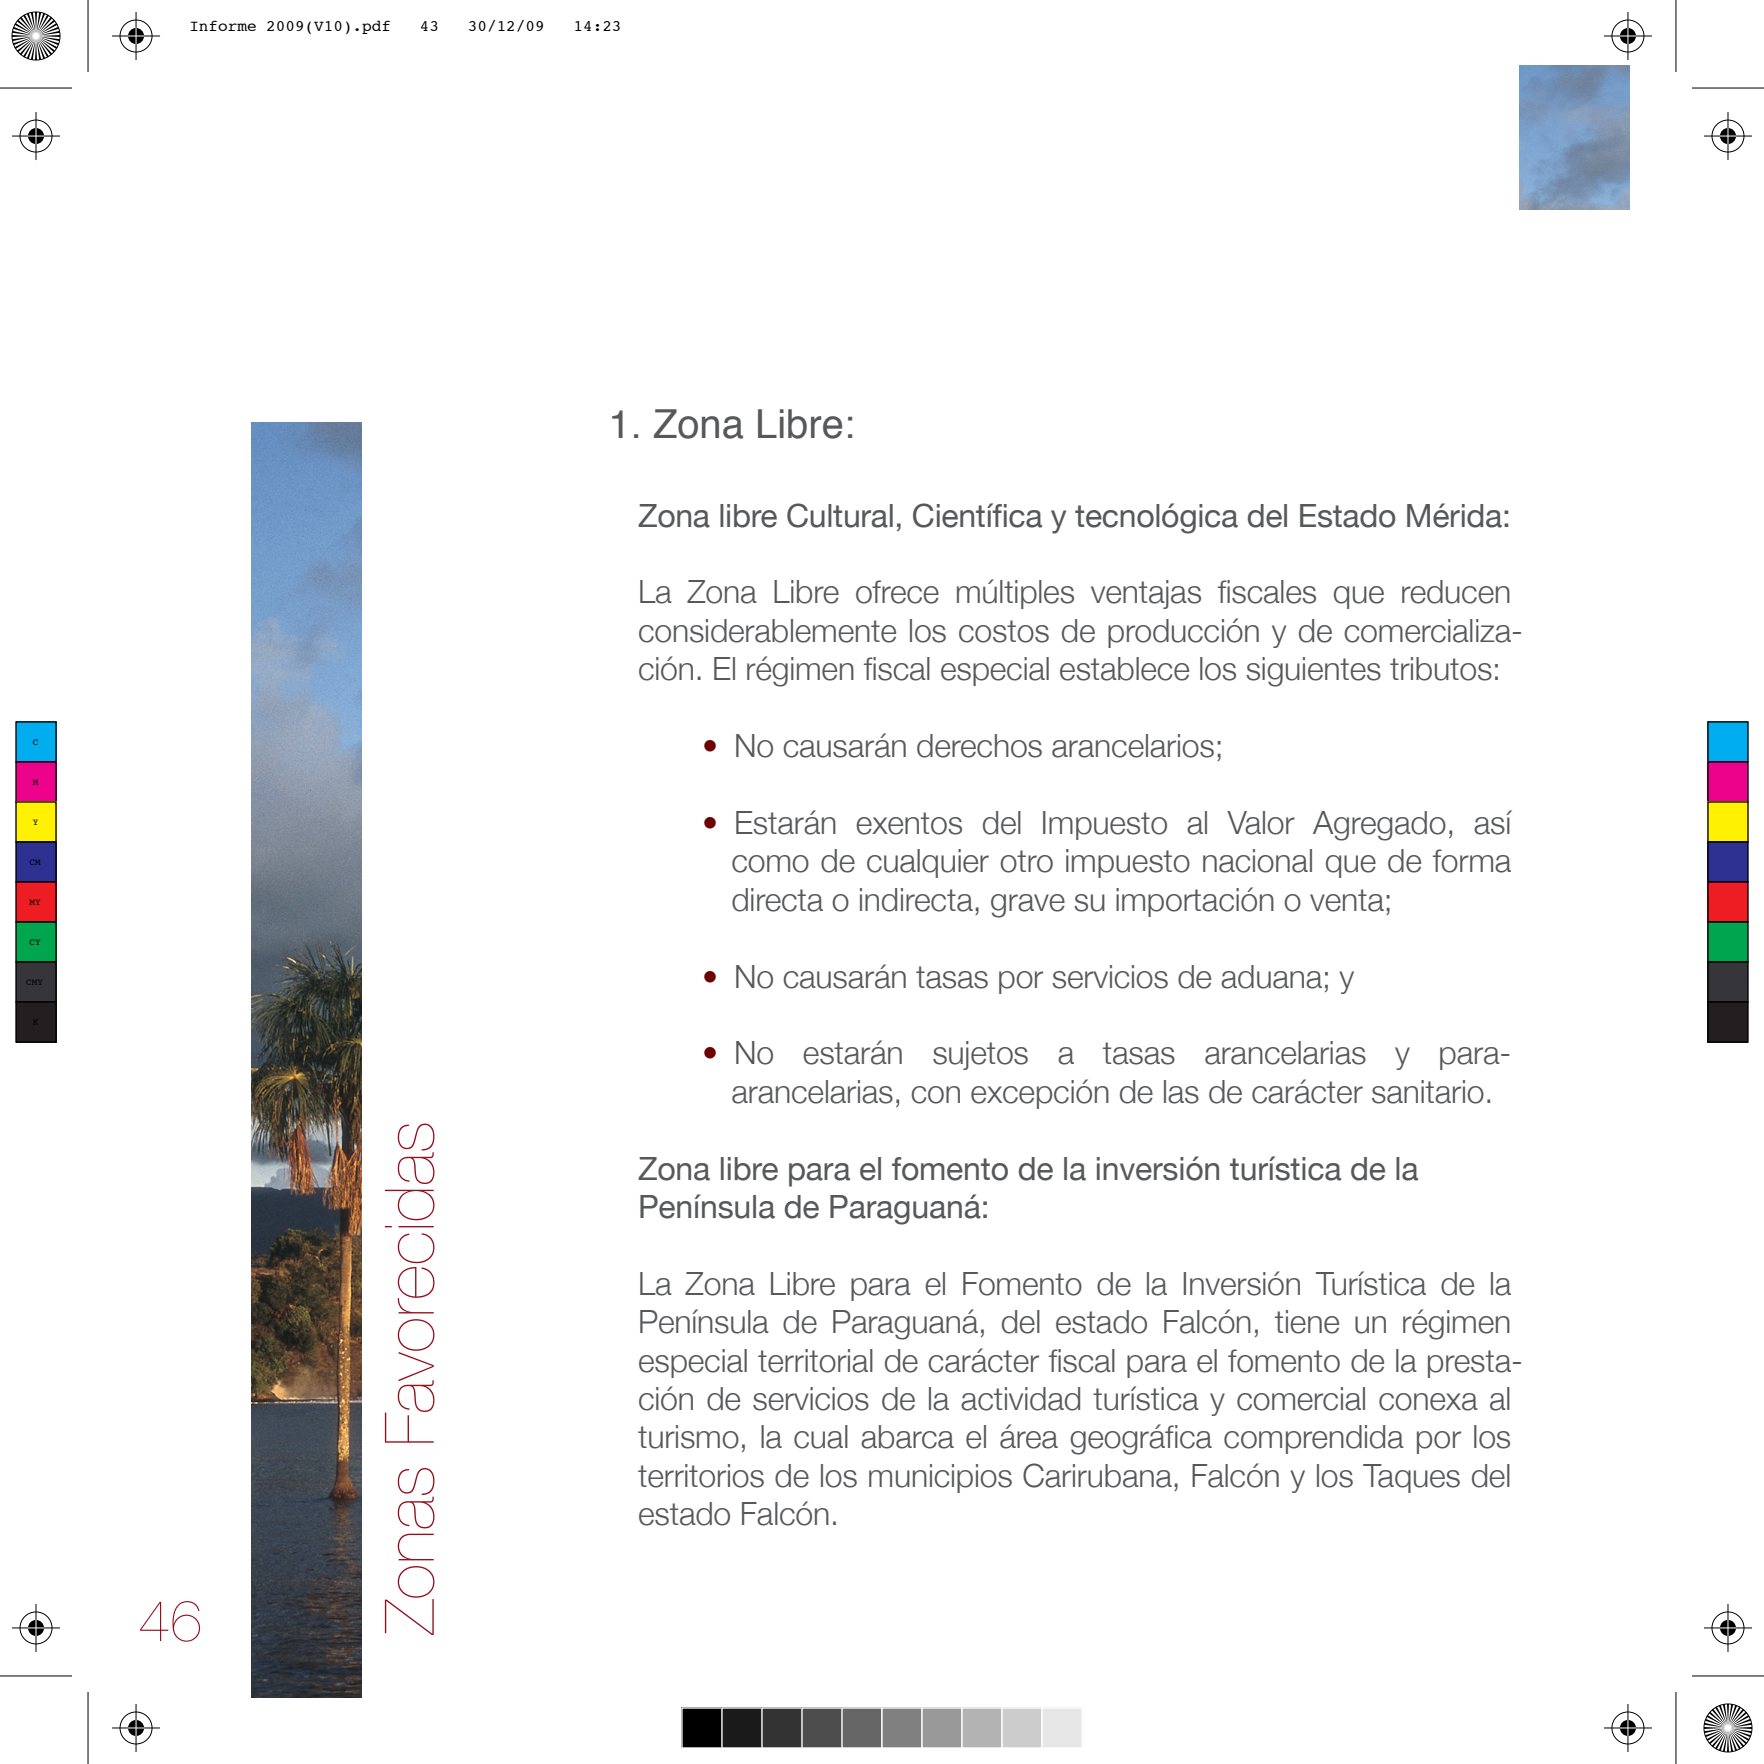 Informe 2009(V10).pdf 43 30/12/09 14:23
1. Zona Libre:
Zona libre Cultural, Científica y tecnológica del Estado Mérida:
La Zona Libre ofrece múltiples ventajas fiscales que reducen
considerablemente los costos de producción y de comercializa-
ción. El régimen fiscal especial establece los siguientes tributos:
• No causarán derechos arancelarios;
• Estarán exentos del Impuesto al Valor Agregado, así
como de cualquier otro impuesto nacional que de forma
directa o indirecta, grave su importación o venta;
• No causarán tasas por servicios de aduana; y
• No estarán sujetos a tasas arancelarias y para-
arancelarias, con excepción de las de carácter sanitario.
Zona libre para el fomento de la inversión turística de la
Península de Paraguaná:
La Zona Libre para el Fomento de la Inversión Turística de la
Península de Paraguaná, del estado Falcón, tiene un régimen
especial territorial de carácter fiscal para el fomento de la presta-
ción de servicios de la actividad turística y comercial conexa al
turismo, la cual abarca el área geográfica comprendida por los
territorios de los municipios Carirubana, Falcón y los Taques del
estado Falcón.
Zonas Favorecidas
46
C
M
Y
CM
MY
CY
CMY
K